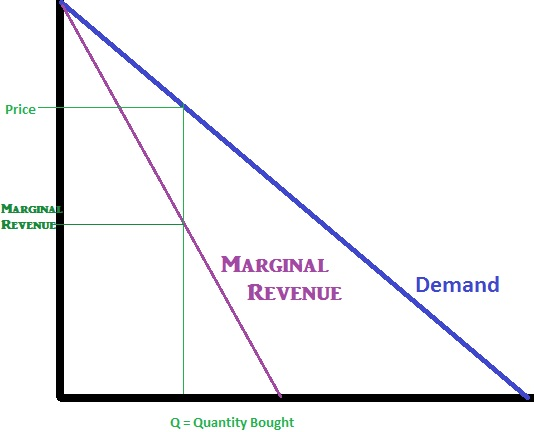 Price
Marginal
Revenue
Marginal
Revenue
Demand
Q = Quantity Bought